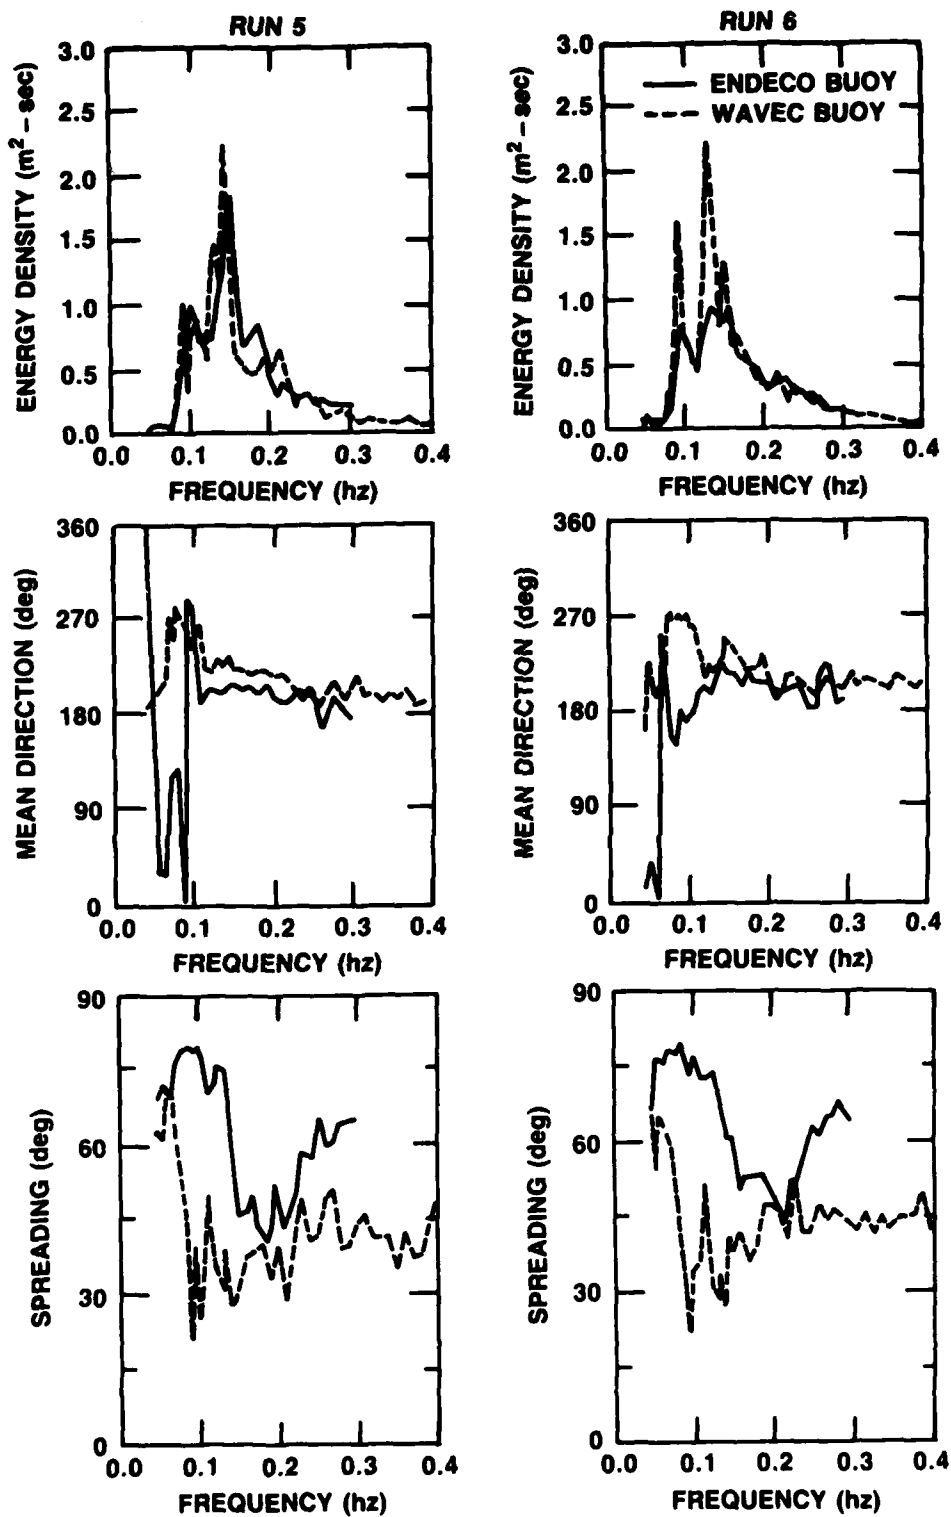 RUN 5
ENERGY DENSITY (m² – sec)
3.0
2.5
2.0
1.5
1.0
0.5
0.0
0.0 0.1 0.2 0.3 0.4
FREQUENCY (hz)
RUN 6
ENERGY DENSITY (m² – sec)
3.0
2.5
2.0
1.5
1.0
0.5
0.0
ENDECO BUOY
WAVEC BUOY
0.0 0.1 0.2 0.3 0.4
FREQUENCY (hz)
MEAN DIRECTION (deg)
360
270
180
90
0
0.0 0.1 0.2 0.3 0.4
FREQUENCY (hz)
MEAN DIRECTION (deg)
360
270
180
90
0
0.0 0.1 0.2 0.3 0.4
FREQUENCY (hz)
SPREADING (deg)
90
60
30
0
0.0 0.1 0.2 0.3 0.4
FREQUENCY (hz)
SPREADING (deg)
90
60
30
0
0.0 0.1 0.2 0.3 0.4
FREQUENCY (hz)